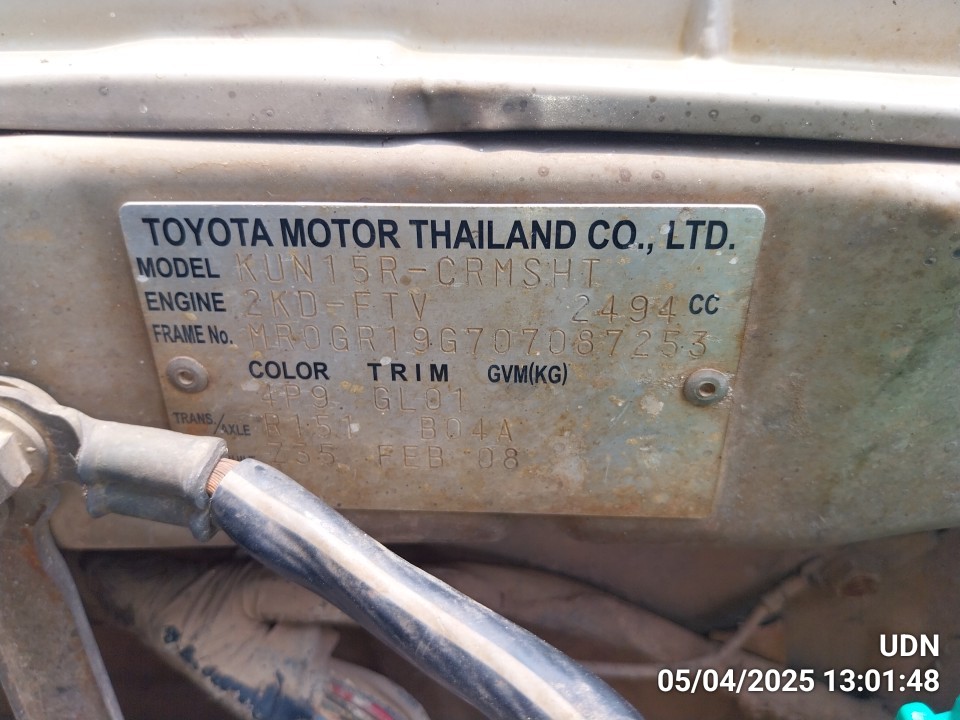 TOYOTA MOTOR THAILAND CO., LTD.
MODEL KUN15R-CRMSHT
ENGINE 2KD-FTV 2494 CC
FRAME No. MR0GR19G707087253
COLOR TRIM GVM(KG)
4P9 GL01
TRANS./AXLE R151 B04A
Z35 FEB 08
UDN
05/04/2025 13:01:48